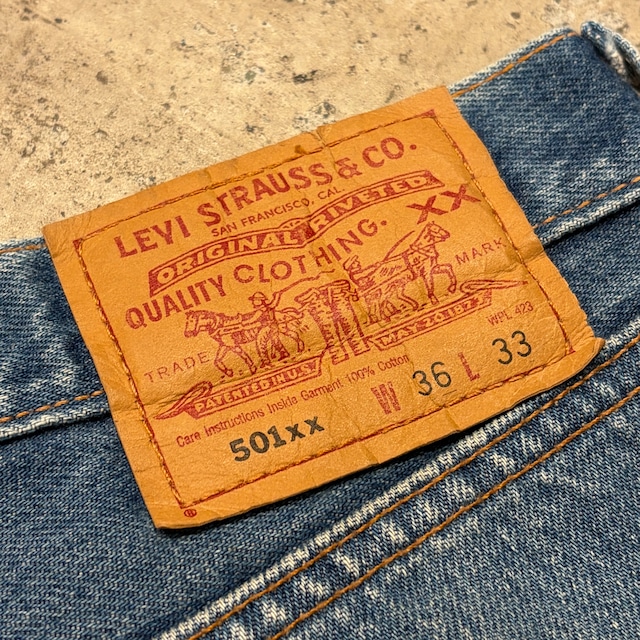 LEVI STRAUSS & CO.
SAN FRANCISCO, CAL.
ORIGINAL RIVETED
QUALITY CLOTHING. XX
TRADE MARK
PATENTED IN U.S. MAY 20 1873
WPL 423
Care Instructions Inside Garment 100% Cotton
501xx W 36 L 33
®